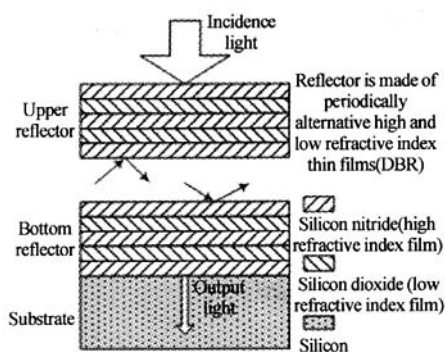 Incidence
light
Upper
reflector
Reflector is made of
periodically
alternative high and
low refractive index
thin films(DBR)
Bottom
reflector
Silicon nitride(high
refractive index film)
Silicon dioxide (low
refractive index film)
Output
light
Substrate
Silicon